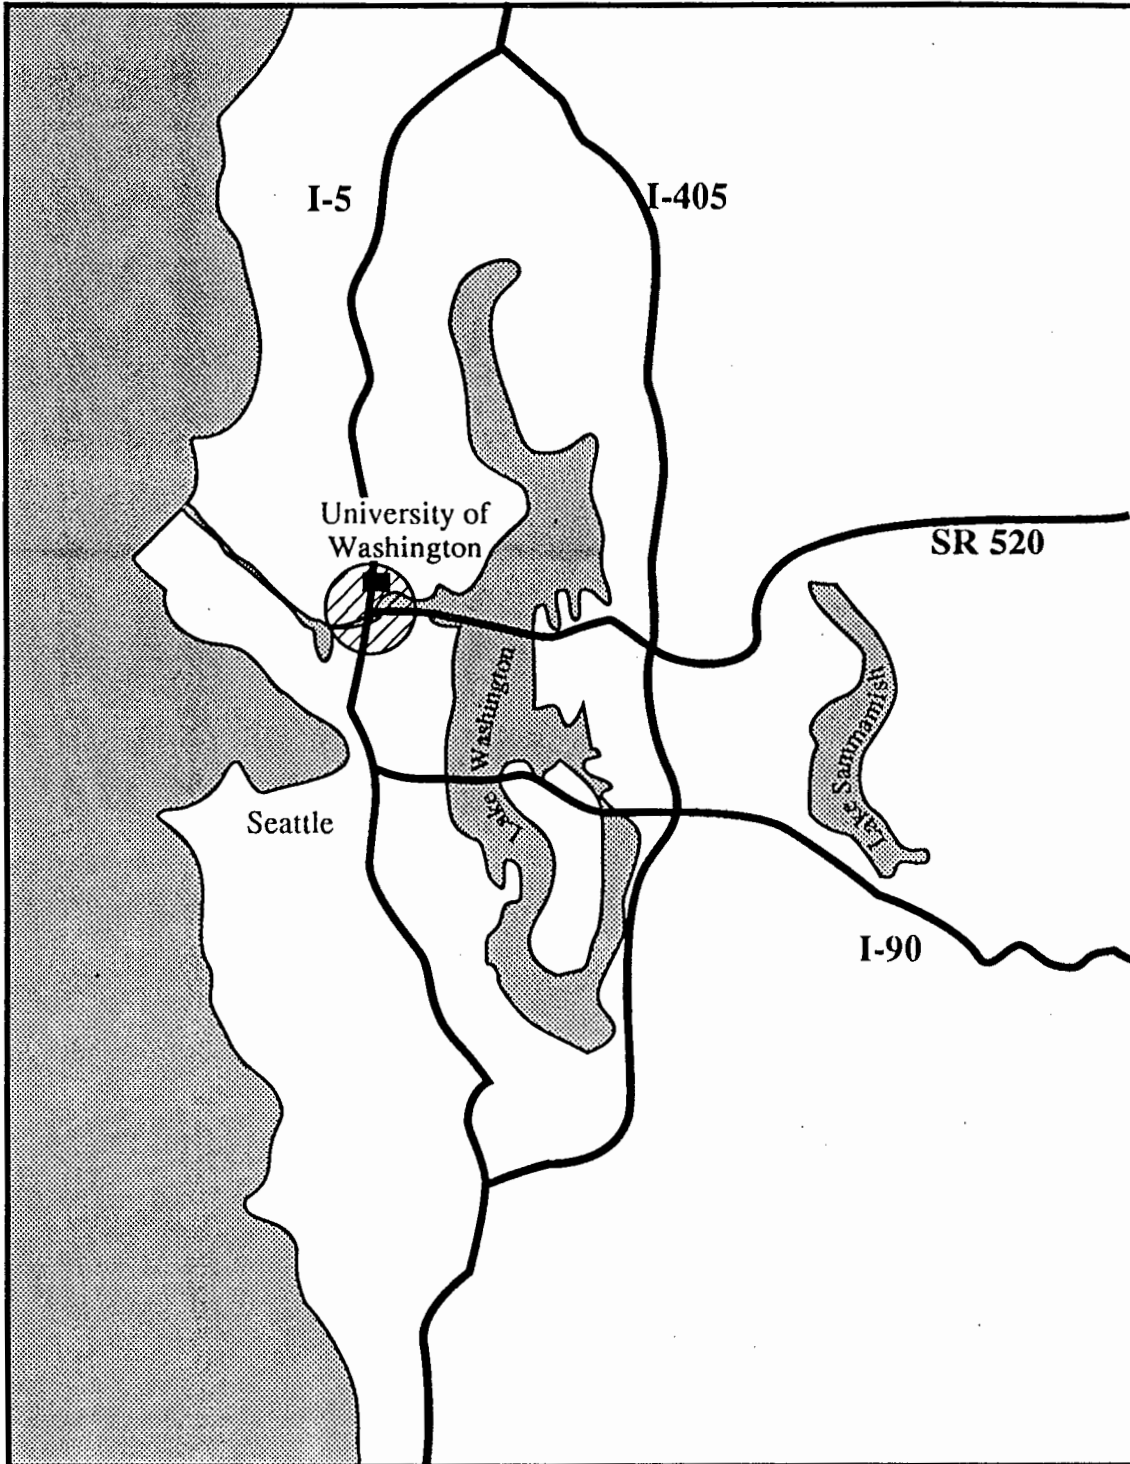 I-5
I-405
University of
Washington
SR 520
Lake Washington
Lake Sammamish
Seattle
I-90